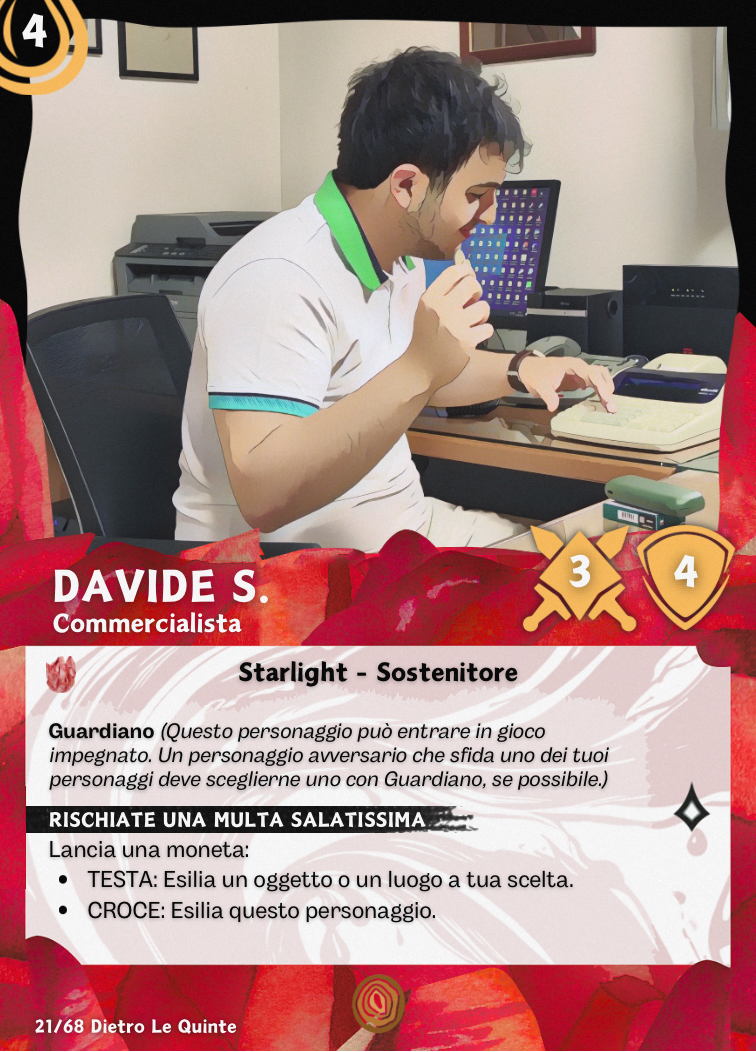 4
DAVIDE S.
Commercialista
3
4
Starlight - Sostenitore
Guardiano (Questo personaggio può entrare in gioco
impegnato. Un personaggio avversario che sfida uno dei tuoi
personaggi deve sceglierne uno con Guardiano, se possibile.)
RISCHIATE UNA MULTA SALATISSIMA
Lancia una moneta:
• TESTA: Esilia un oggetto o un luogo a tua scelta.
• CROCE: Esilia questo personaggio.
21/68 Dietro Le Quinte